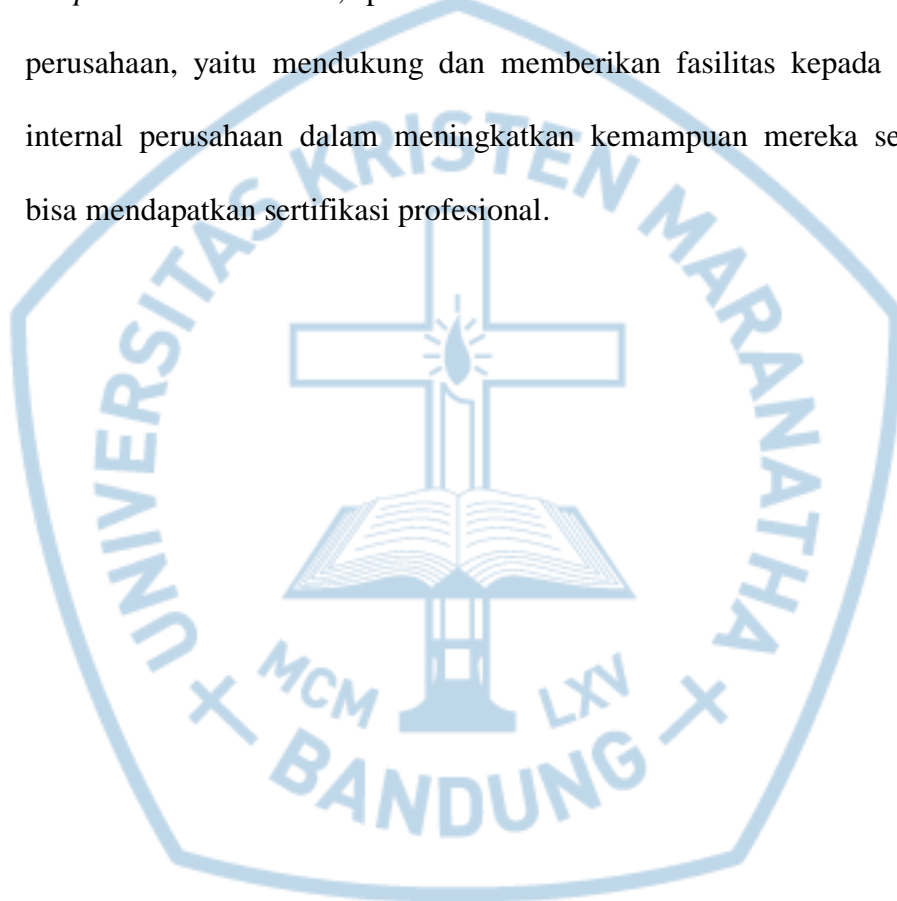 perusahaan, yaitu mendukung dan memberikan fasilitas kepada
internal perusahaan dalam meningkatkan kemampuan mereka se
bisa mendapatkan sertifikasi profesional.
UNIVERSITAS KRISTEN MARANATHA
MCM LXV
BANDUNG